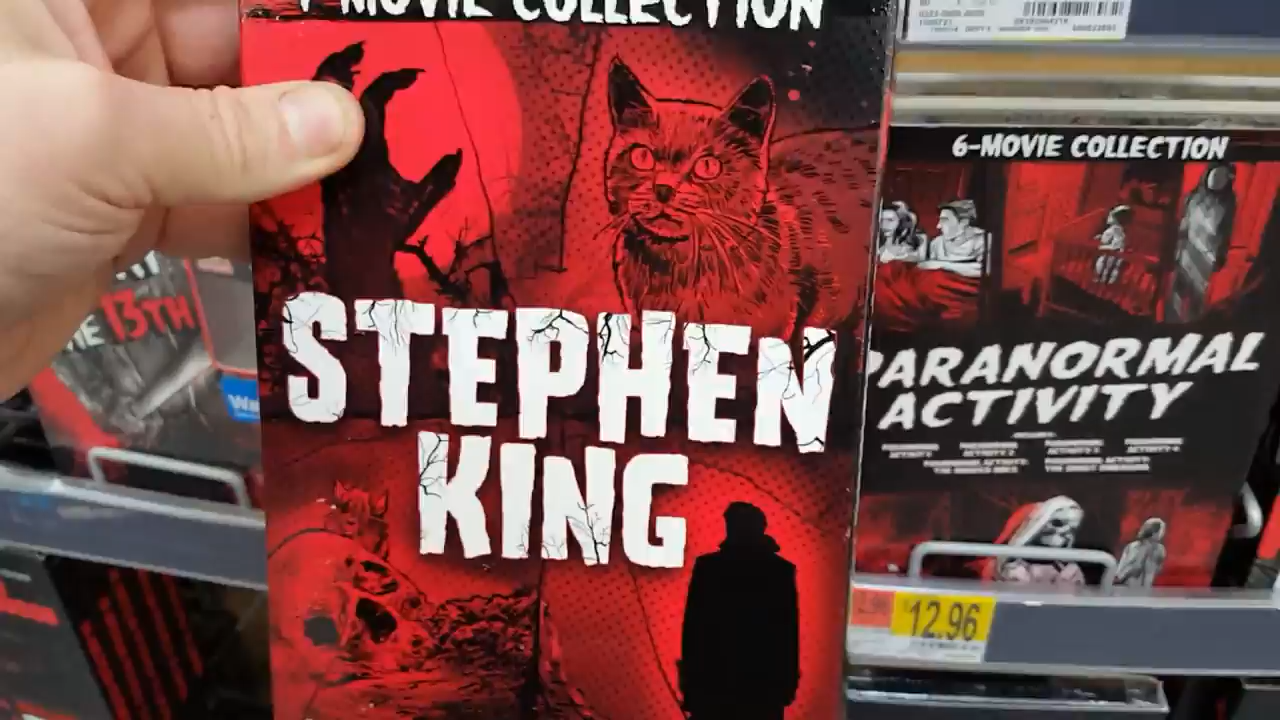 -MOVIE COLLECTION
STEPHEN
KING
6-MOVIE COLLECTION
PARANORMAL
ACTIVITY
13TH
12.96